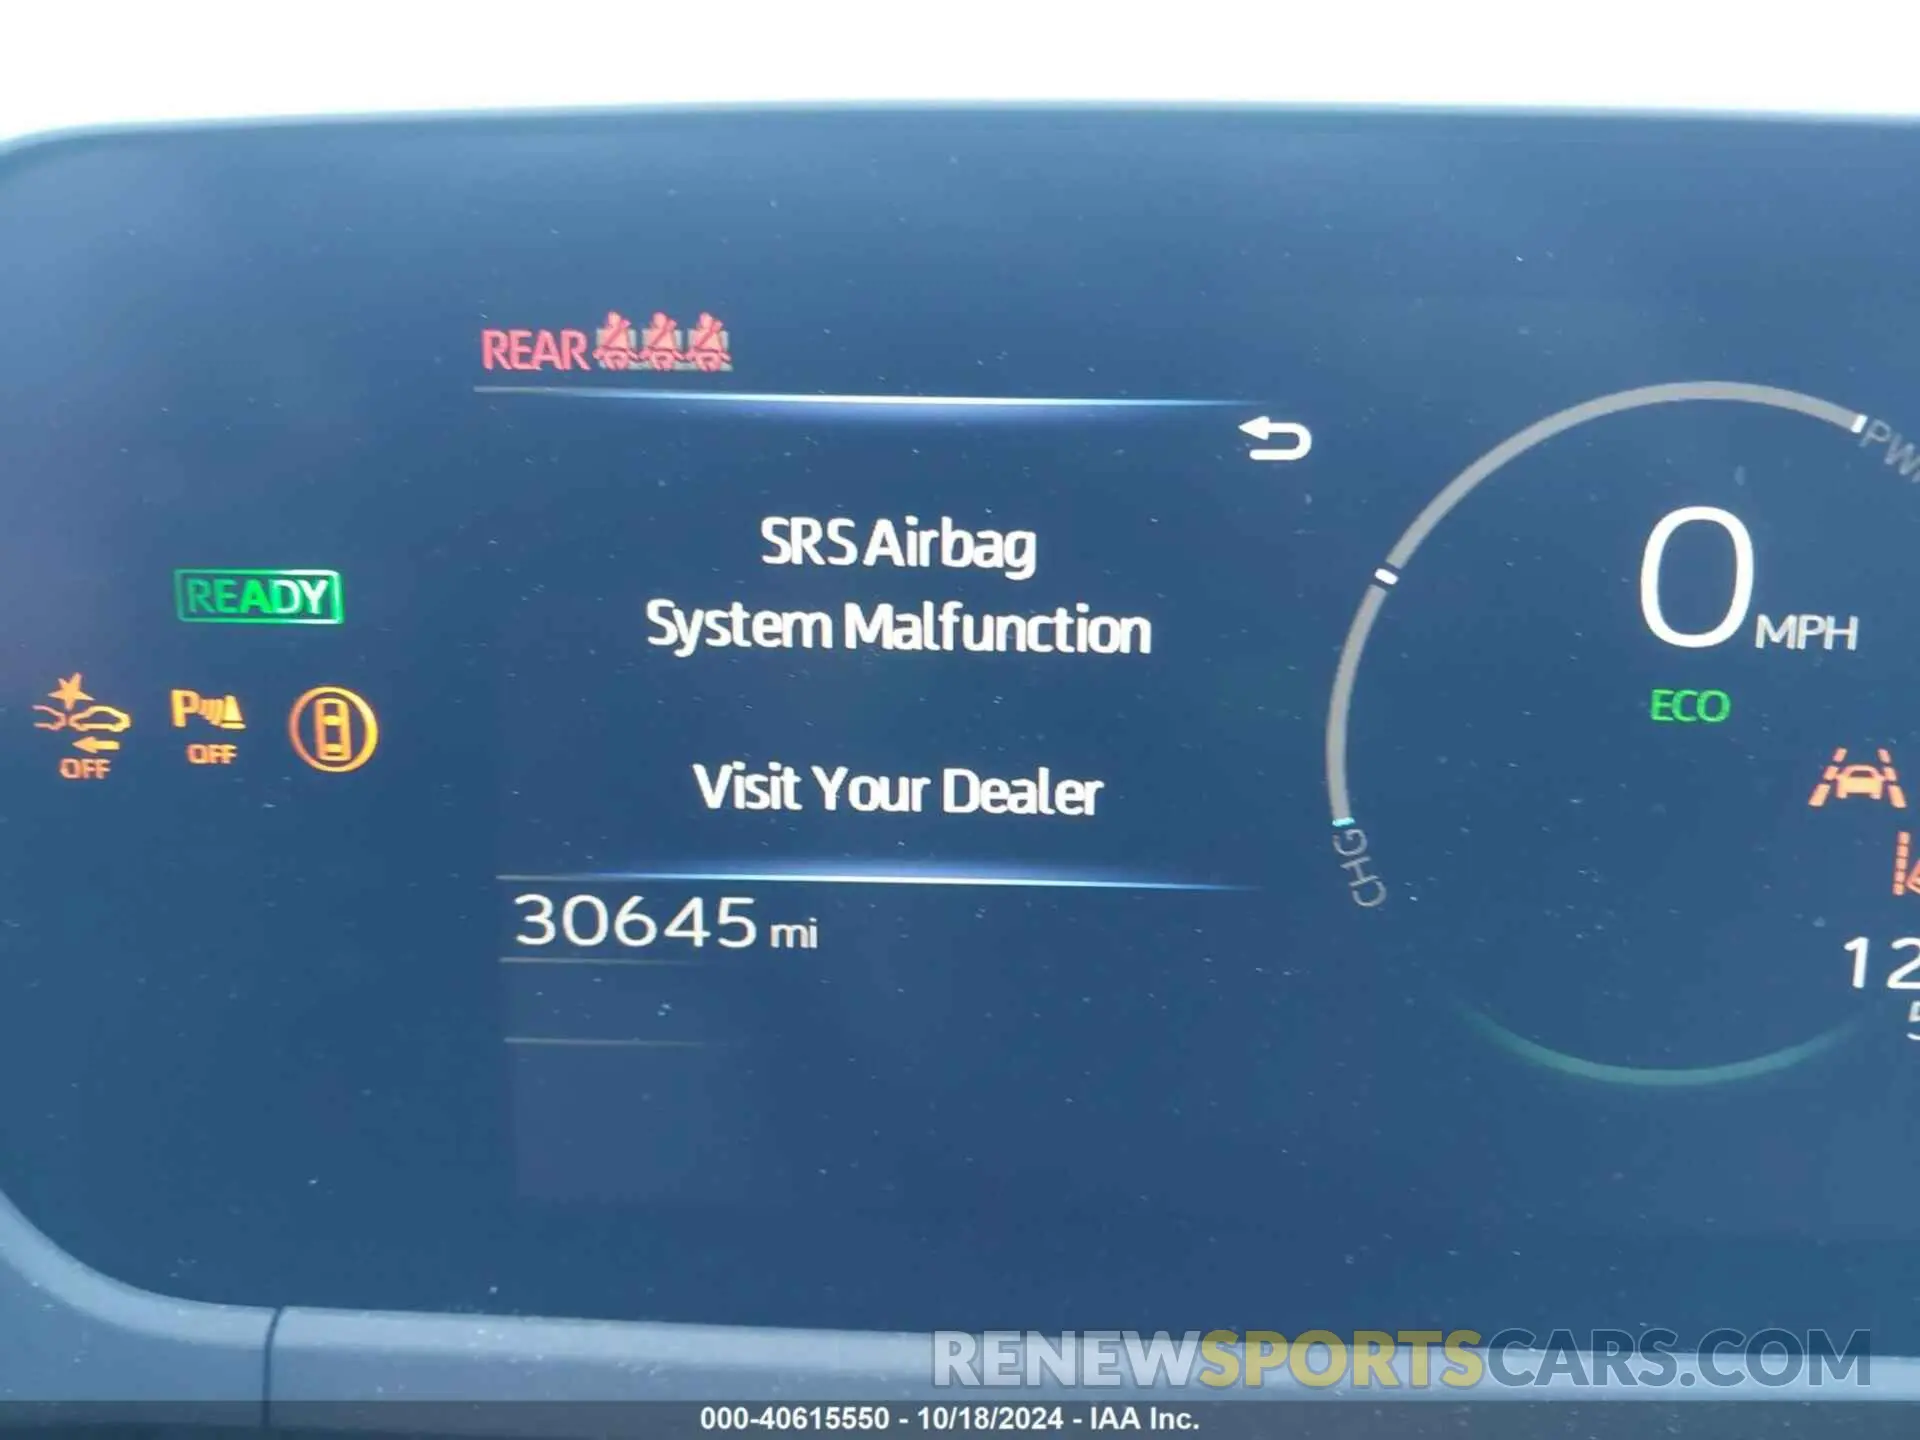 REAR
SRS Airbag
System Malfunction
Visit Your Dealer
READY
OFF
P
OFF
30645 mi
0 MPH
ECO
CHG
12
RENEWSPORTSCARS.COM
000-40615550 - 10/18/2024 - IAA Inc.